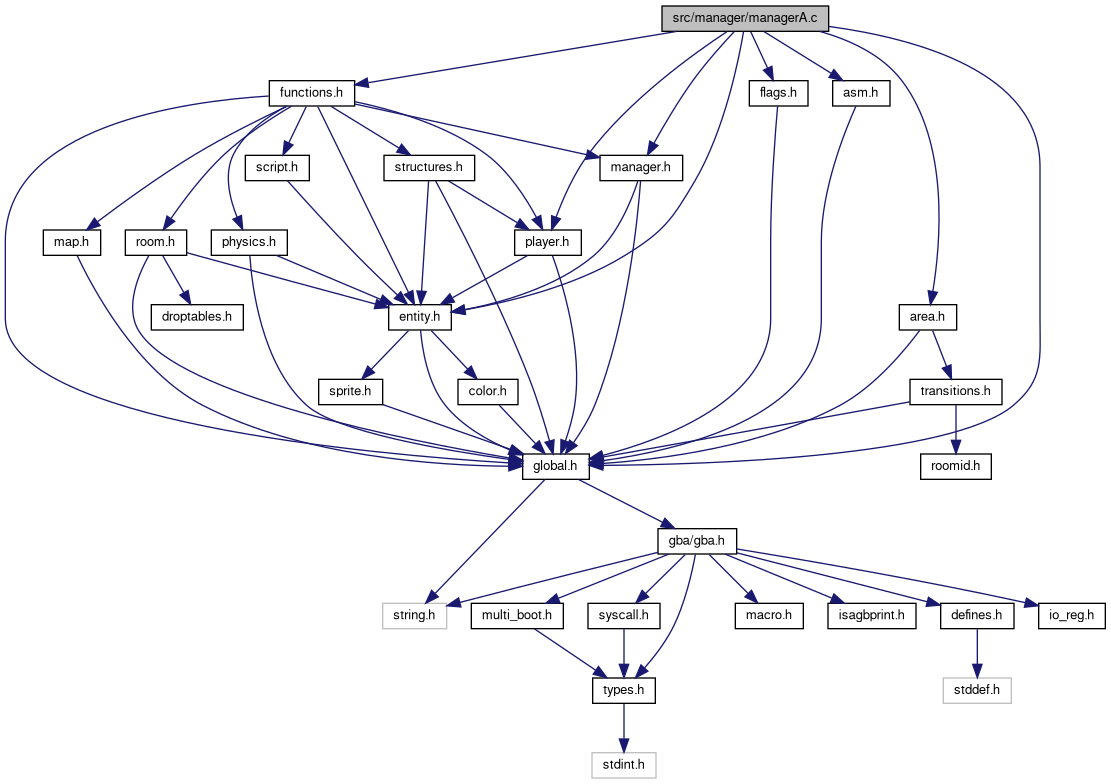 src/manager/managerA.c
functions.h
flags.h
asm.h
script.h
structures.h
manager.h
map.h
room.h
physics.h
player.h
droptables.h
entity.h
area.h
sprite.h
color.h
transitions.h
global.h
roomid.h
gba/gba.h
string.h
multi_boot.h
syscall.h
macro.h
isagbprint.h
defines.h
io_reg.h
types.h
stddef.h
stdint.h